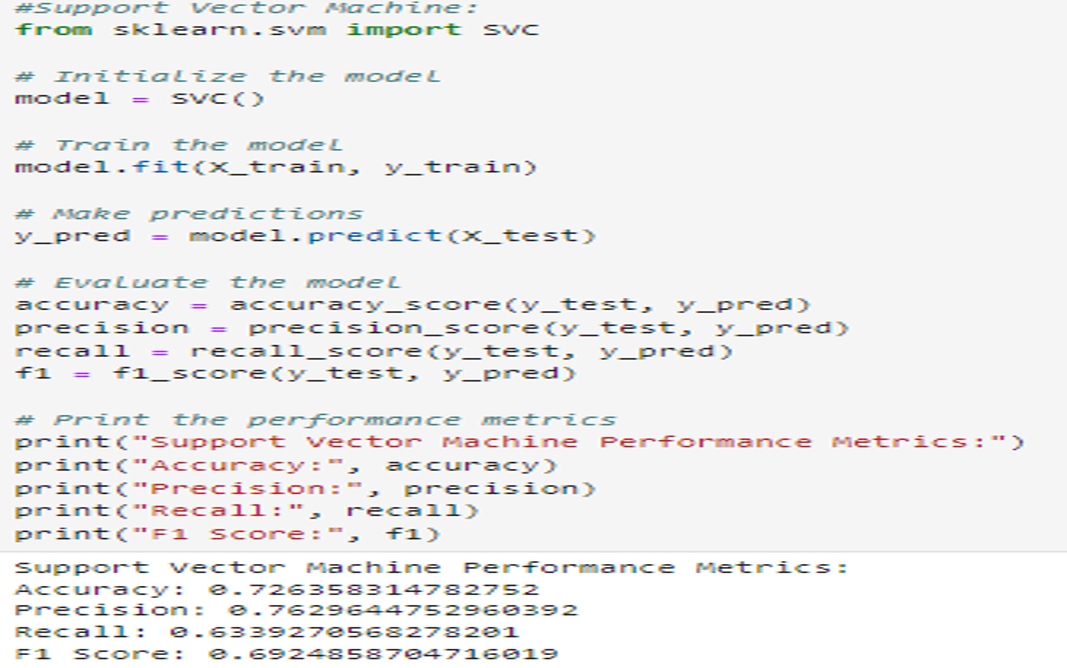 #Support Vector Machine:
from sklearn.svm import SVC
# Initialize the model
model = SVC()
# Train the model
model.fit(X_train, y_train)
# Make predictions
y_pred = model.predict(X_test)
# Evaluate the model
accuracy = accuracy_score(y_test, y_pred)
precision = precision_score(y_test, y_pred)
recall = recall_score(y_test, y_pred)
f1 = f1_score(y_test, y_pred)
# Print the performance metrics
print("Support Vector Machine Performance Metrics:")
print("Accuracy:", accuracy)
print("Precision:", precision)
print("Recall:", recall)
print("F1 Score:", f1)
Support Vector Machine Performance Metrics:
Accuracy: 0.726358314782752
Precision: 0.7629644752960392
Recall: 0.6339270568278201
F1 Score: 0.6924858704716019